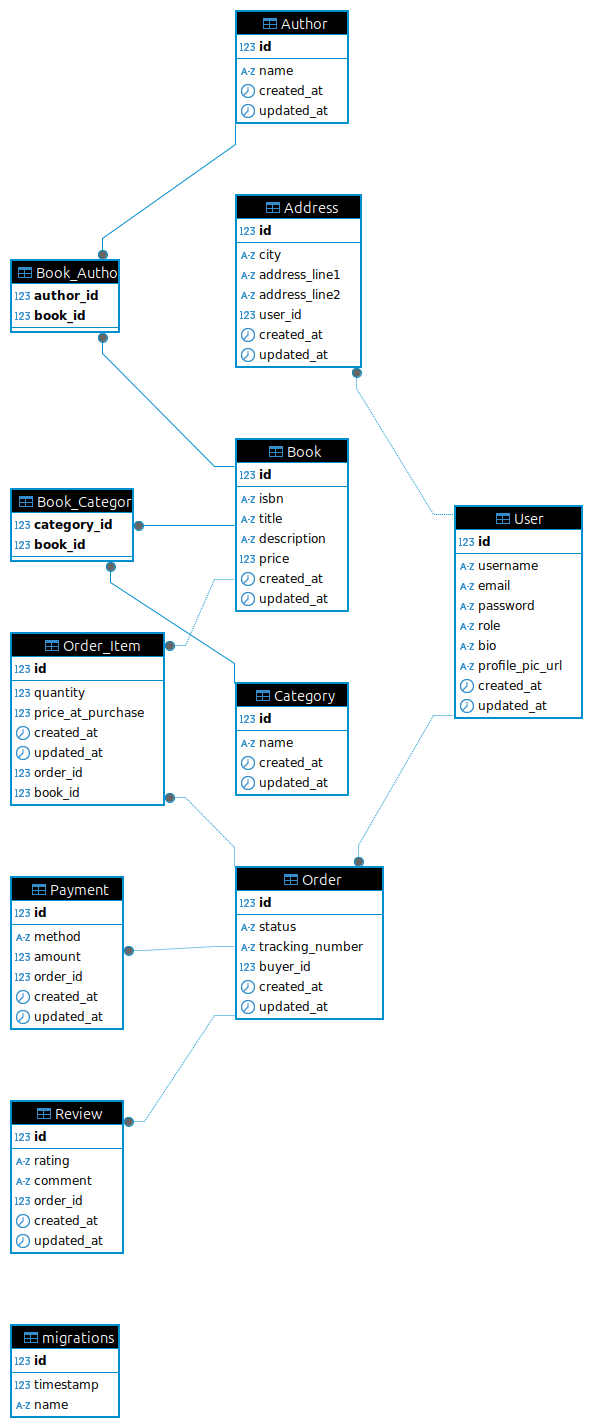 Author
123 id
A-Z name
created_at
updated_at
Address
123 id
A-Z city
A-Z address_line1
A-Z address_line2
123 user_id
created_at
updated_at
Book_Autho
123 author_id
123 book_id
Book
123 id
A-Z isbn
A-Z title
A-Z description
123 price
created_at
updated_at
Book_Categor
123 category_id
123 book_id
User
123 id
A-Z username
A-Z email
A-Z password
A-Z role
A-Z bio
A-Z profile_pic_url
created_at
updated_at
Order_Item
123 id
123 quantity
123 price_at_purchase
created_at
updated_at
123 order_id
123 book_id
Category
123 id
A-Z name
created_at
updated_at
Order
123 id
A-Z status
A-Z tracking_number
123 buyer_id
created_at
updated_at
Payment
123 id
A-Z method
123 amount
123 order_id
created_at
updated_at
Review
123 id
A-Z rating
A-Z comment
123 order_id
created_at
updated_at
migrations
123 id
123 timestamp
A-Z name